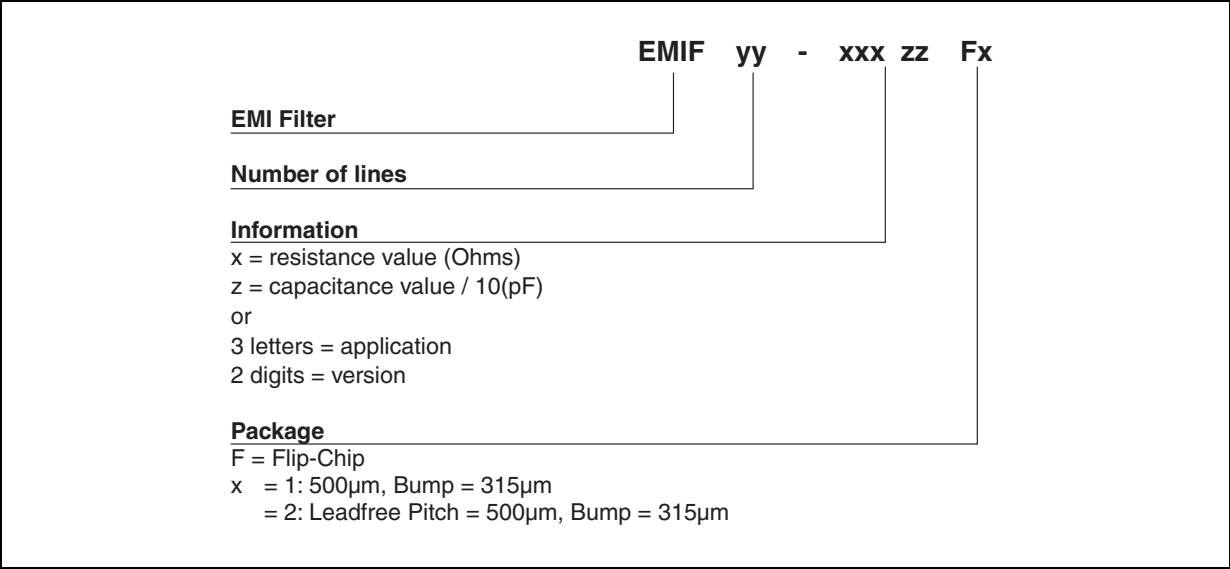 EMIF yy - xxx zz Fx
EMI Filter
Number of lines
Information
x = resistance value (Ohms)
z = capacitance value / 10(pF)
or
3 letters = application
2 digits = version
Package
F = Flip-Chip
x = 1: 500µm, Bump = 315µm
= 2: Leadfree Pitch = 500µm, Bump = 315µm